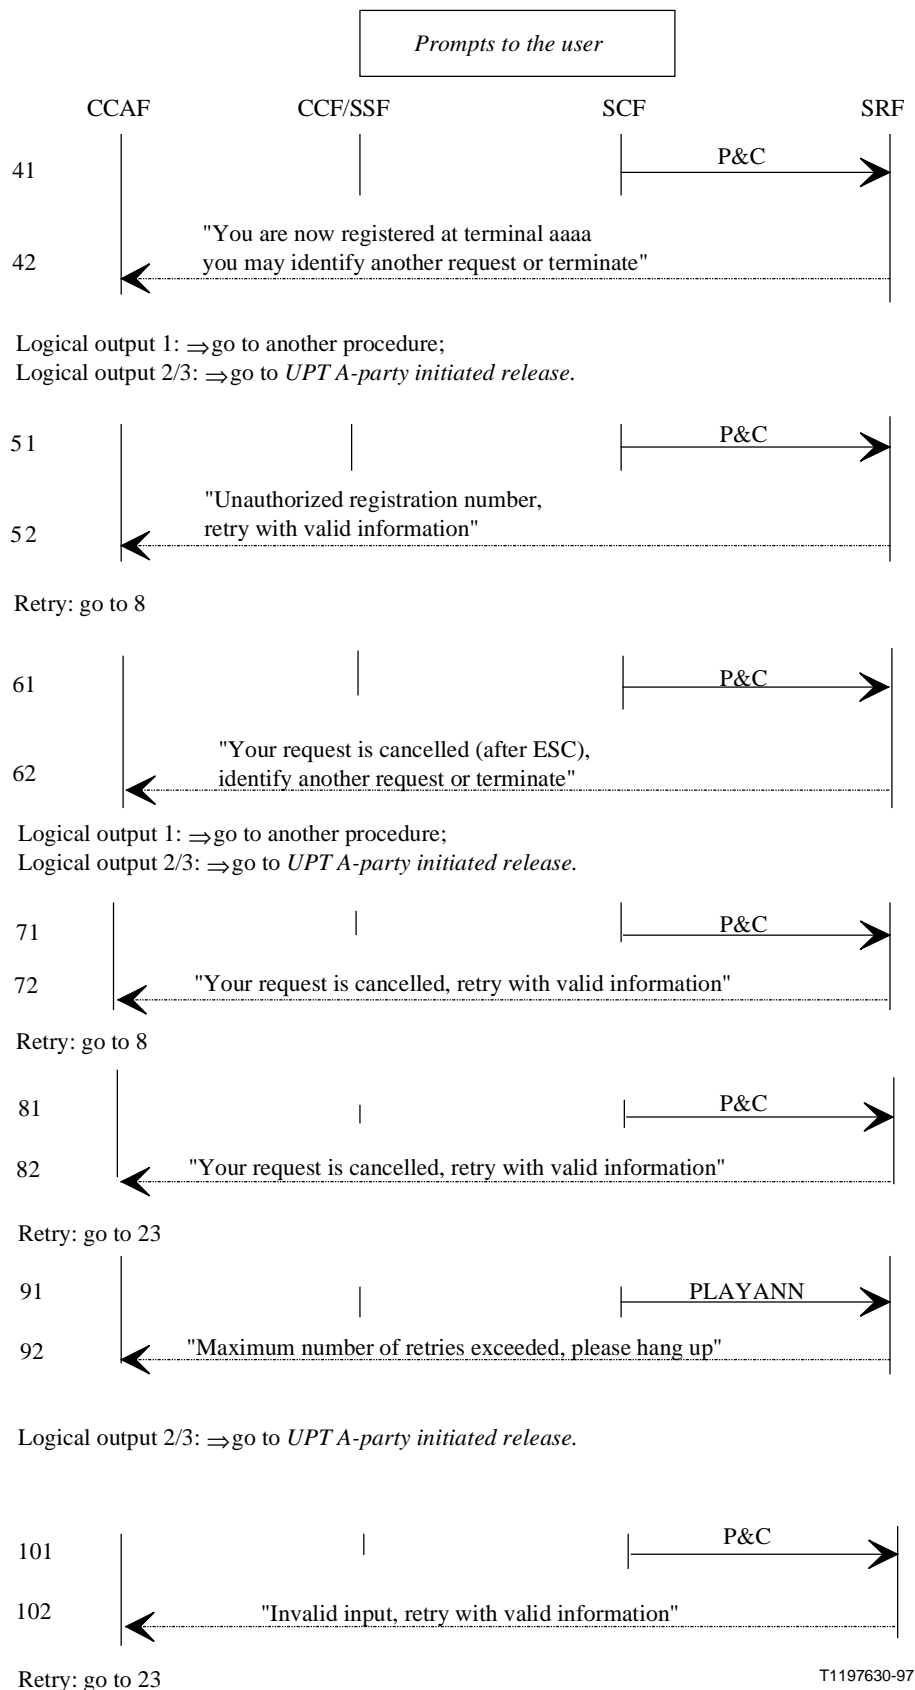 Prompts to the user
CCAF CCF/SSF SCF SRF
41 P&C
"You are now registered at terminal aaaa
42 you may identify another request or terminate"
Logical output 1: ⇒go to another procedure;
Logical output 2/3: ⇒go to UPT A-party initiated release.
51 P&C
"Unauthorized registration number,
52 retry with valid information"
Retry: go to 8
61 P&C
"Your request is cancelled (after ESC),
62 identify another request or terminate"
Logical output 1: ⇒go to another procedure;
Logical output 2/3: ⇒go to UPT A-party initiated release.
71 P&C
72 "Your request is cancelled, retry with valid information"
Retry: go to 8
81 P&C
82 "Your request is cancelled, retry with valid information"
Retry: go to 23
91 PLAYANN
92 "Maximum number of retries exceeded, please hang up"
Logical output 2/3: ⇒go to UPT A-party initiated release.
101 P&C
102 "Invalid input, retry with valid information"
Retry: go to 23
T1197630-97